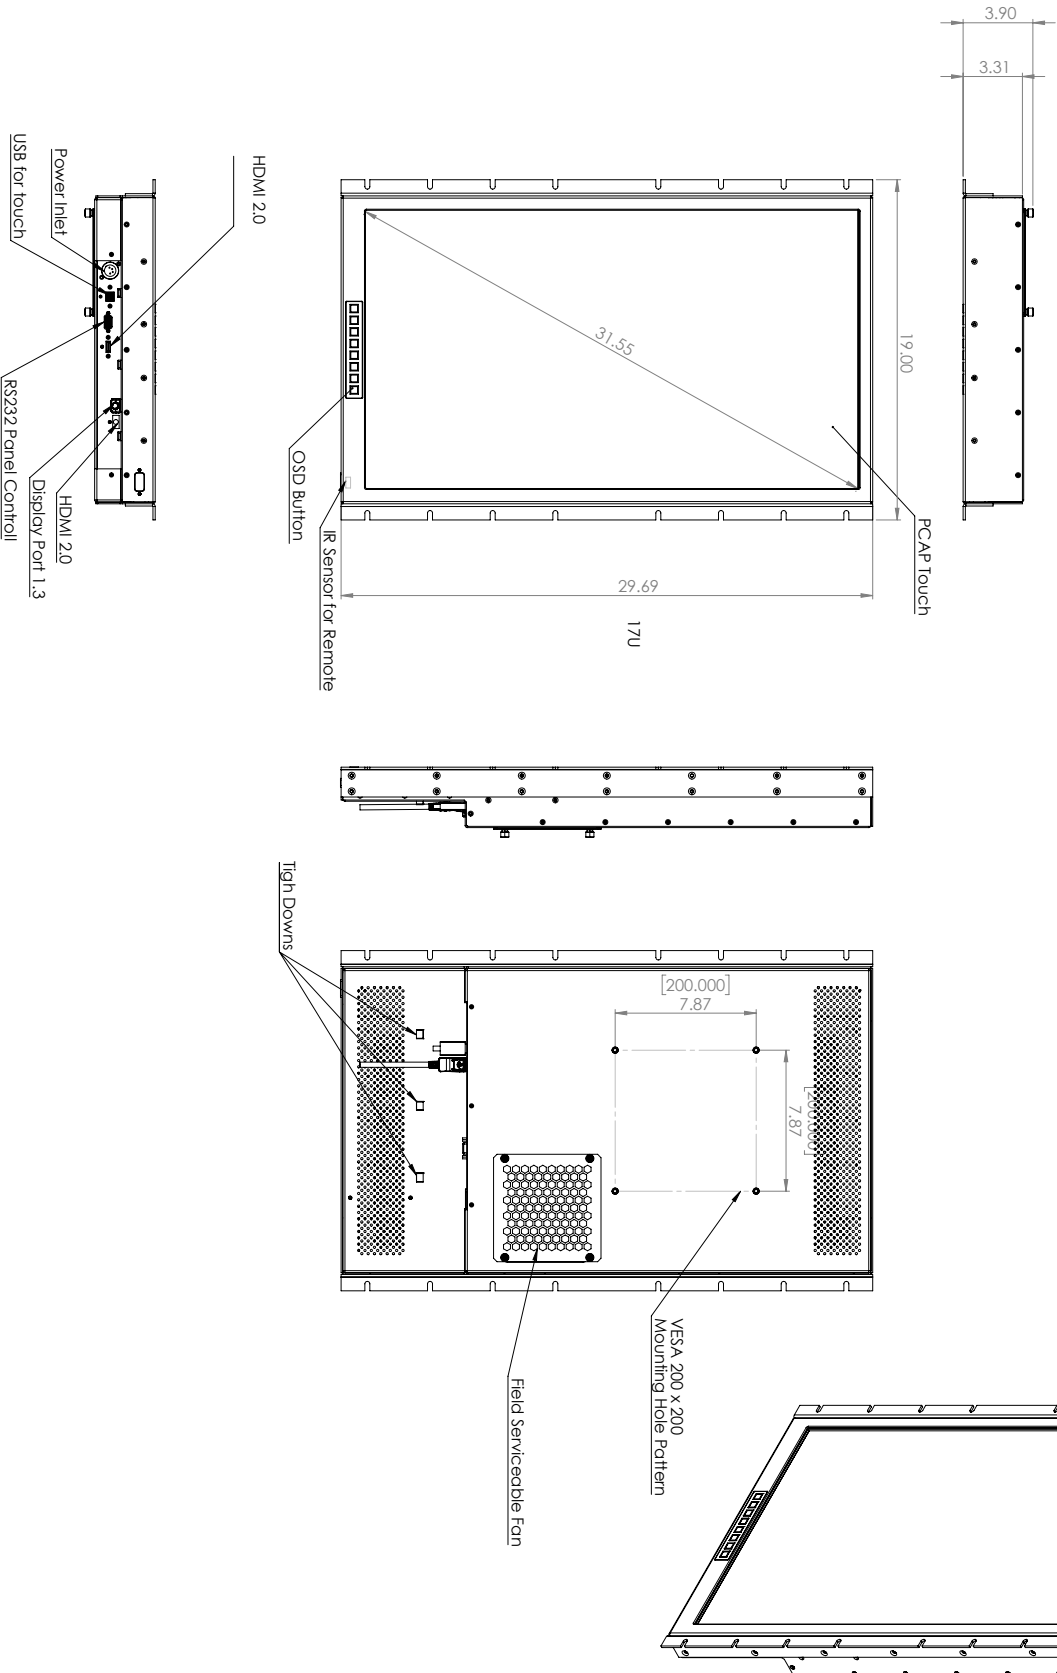 3.90
3.31
HDMI 2.0
Power Inlet
USB for touch
RS232 Panel Controll
Display Port 1.3
HDMI 2.0
31.55
19.00
PCAP Touch
OSD Button
IR Sensor for Remote
29.69
17U
Tigh Downs
[200.000]
7.87
[200.000]
7.87
VESA 200 x 200
Mounting Hole Pattern
Field Serviceable Fan